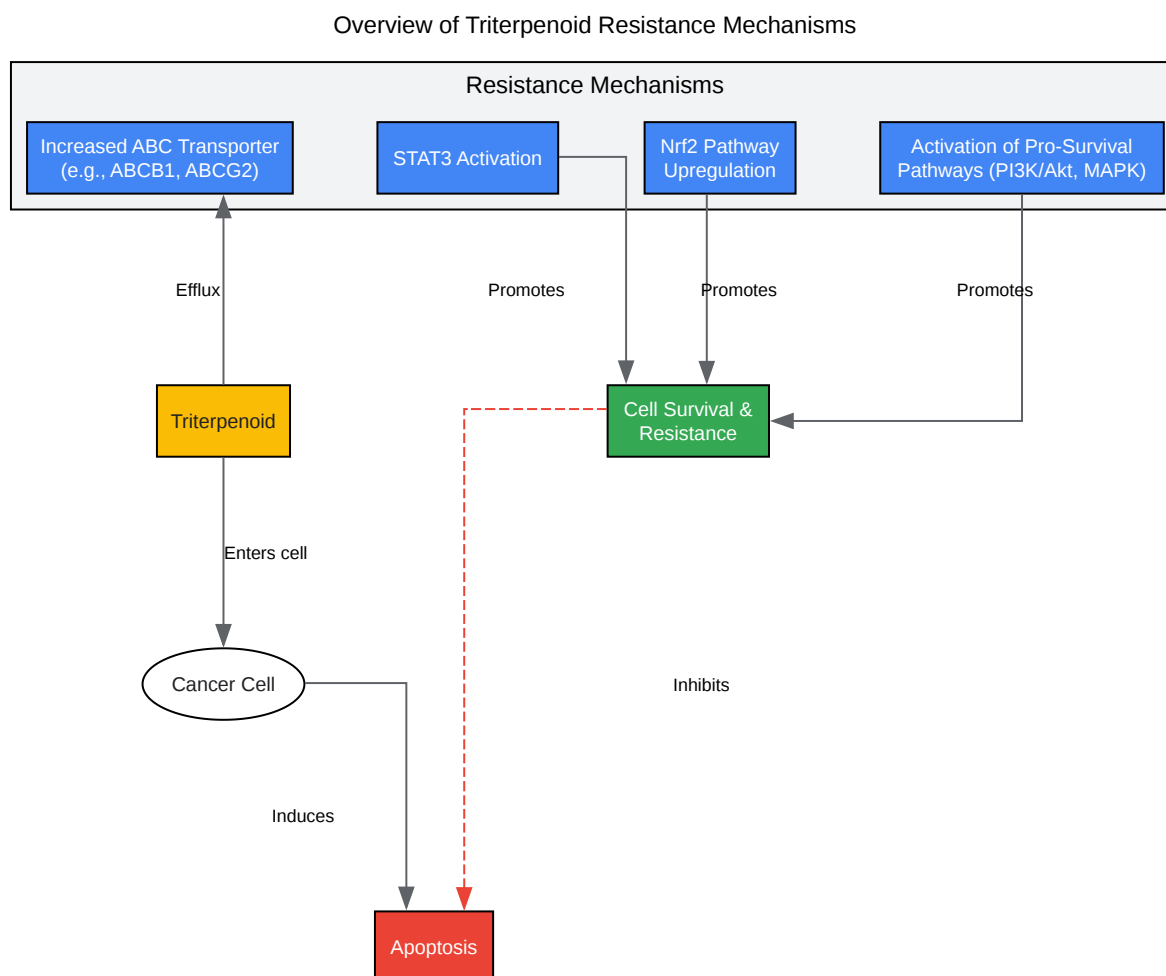 Overview of Triterpenoid Resistance Mechanisms
Resistance Mechanisms
Increased ABC Transporter
(e.g., ABCB1, ABCG2)
STAT3 Activation
Nrf2 Pathway
Upregulation
Activation of Pro-Survival
Pathways (PI3K/Akt, MAPK)
Efflux
Promotes
Promotes
Promotes
Triterpenoid
Cell Survival &
Resistance
Enters cell
Cancer Cell
Inhibits
Induces
Apoptosis